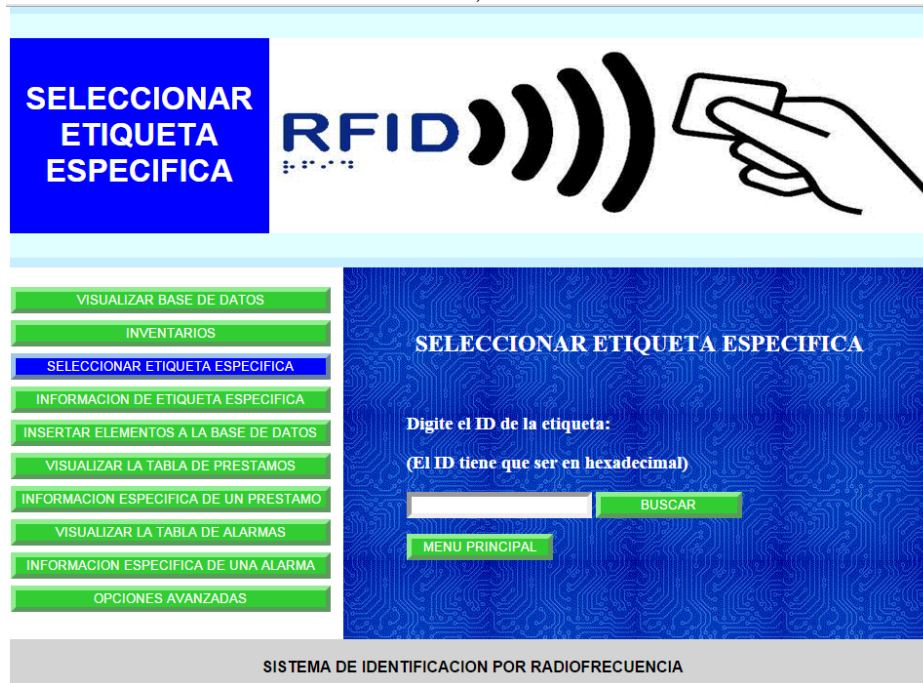 SELECCIONAR
ETIQUETA
ESPECIFICA
RFID
VISUALIZAR BASE DE DATOS
INVENTARIOS
SELECCIONAR ETIQUETA ESPECIFICA
INFORMACION DE ETIQUETA ESPECIFICA
INSERTAR ELEMENTOS A LA BASE DE DATOS
VISUALIZAR LA TABLA DE PRESTAMOS
INFORMACION ESPECIFICA DE UN PRESTAMO
VISUALIZAR LA TABLA DE ALARMAS
INFORMACION ESPECIFICA DE UNA ALARMA
OPCIONES AVANZADAS
SELECCIONAR ETIQUETA ESPECIFICA
Digite el ID de la etiqueta:
(El ID tiene que ser en hexadecimal)
BUSCAR
MENU PRINCIPAL
SISTEMA DE IDENTIFICACION POR RADIOFRECUENCIA